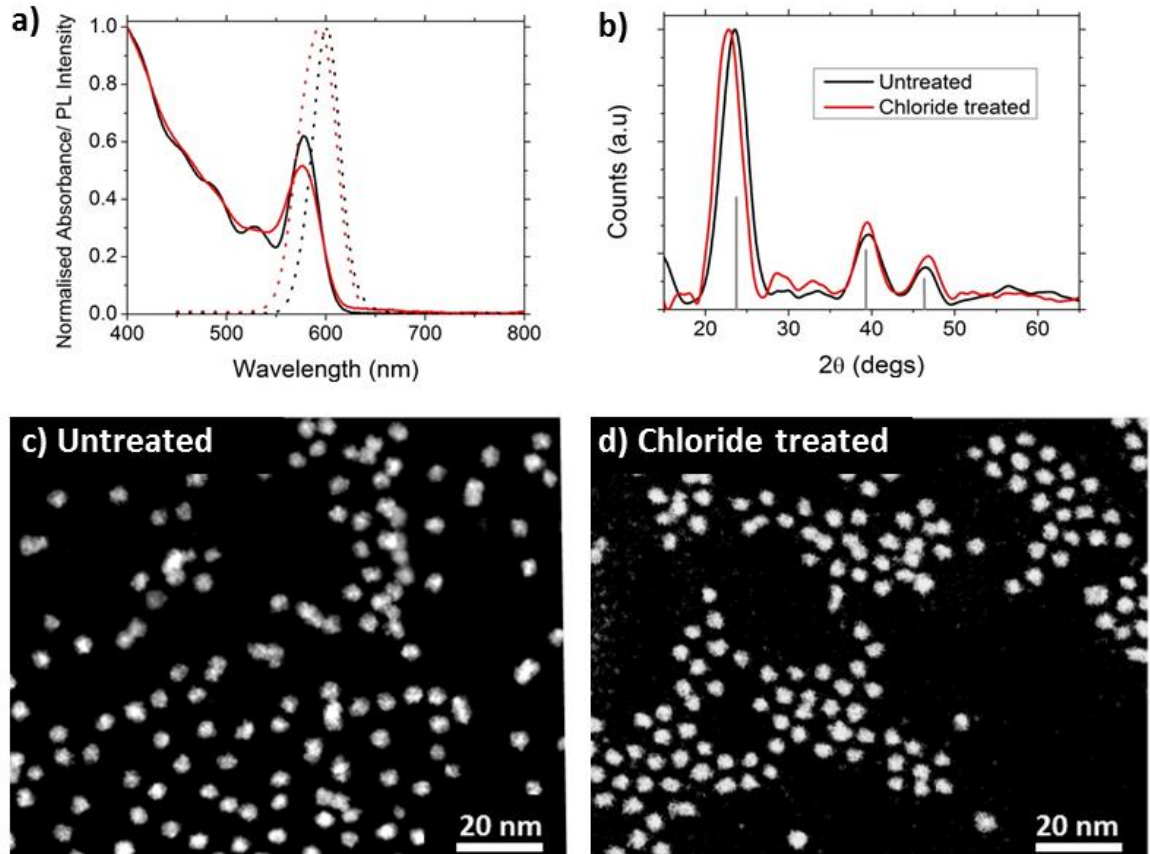 a)
Normalised Absorbance/ PL Intensity
1.0
0.8
0.6
0.4
0.2
0.0
400 500 600 700 800
Wavelength (nm)
b)
Counts (a.u)
Untreated
Chloride treated
20 30 40 50 60
2θ (degs)
c) Untreated
20 nm
d) Chloride treated
20 nm